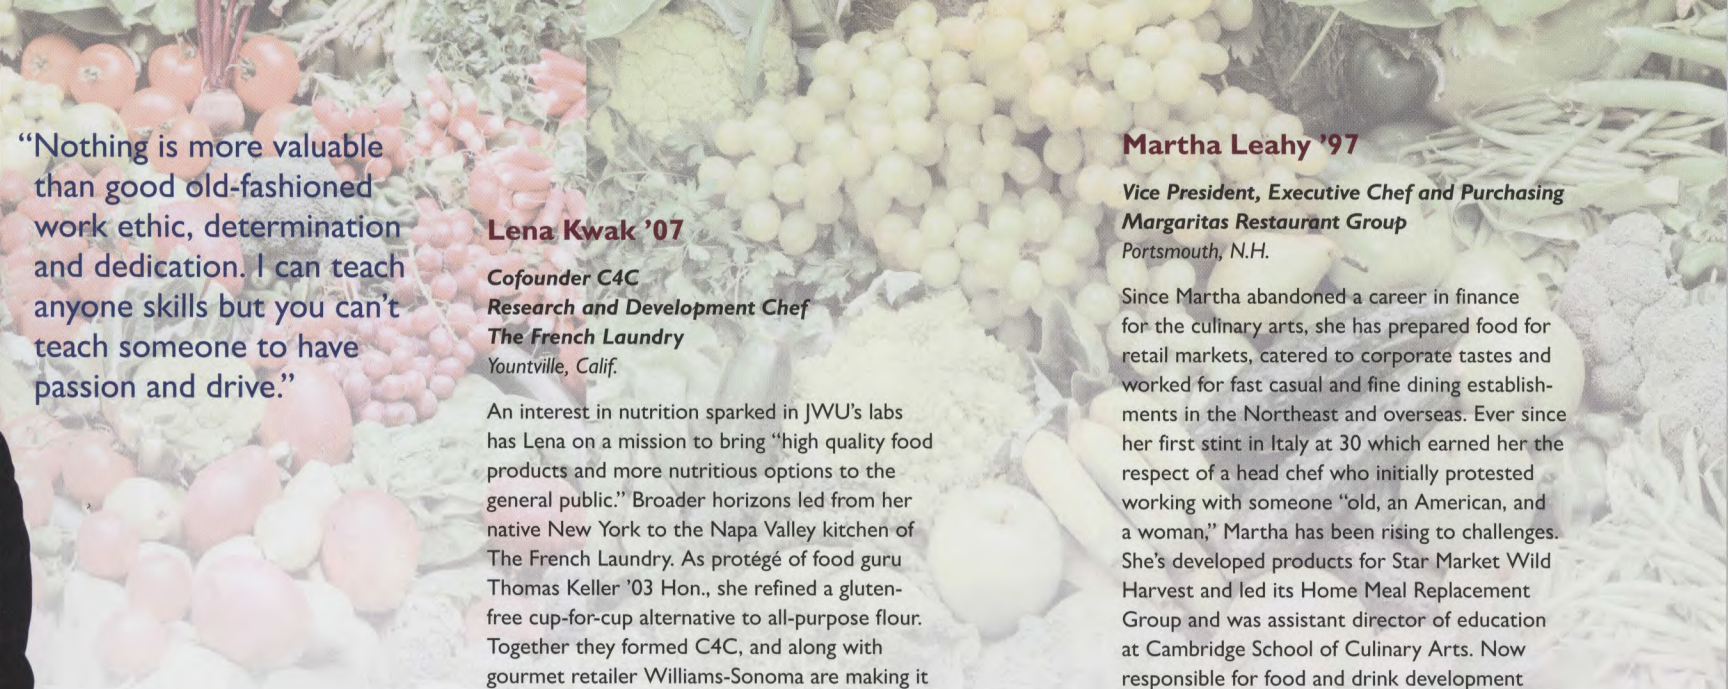 “Nothing is more valuable
than good old-fashioned
work ethic, determination
and dedication. I can teach
anyone skills but you can’t
teach someone to have
passion and drive.”
Lena Kwak ’07
Cofounder C4C
Research and Development Chef
The French Laundry
Yountville, Calif.
An interest in nutrition sparked in JWU’s labs
has Lena on a mission to bring “high quality food
products and more nutritious options to the
general public.” Broader horizons led from her
native New York to the Napa Valley kitchen of
The French Laundry. As protégé of food guru
Thomas Keller ’03 Hon., she refined a gluten-
free cup-for-cup alternative to all-purpose flour.
Together they formed C4C, and along with
gourmet retailer Williams-Sonoma are making it
Martha Leahy ’97
Vice President, Executive Chef and Purchasing
Margaritas Restaurant Group
Portsmouth, N.H.
Since Martha abandoned a career in finance
for the culinary arts, she has prepared food for
retail markets, catered to corporate tastes and
worked for fast casual and fine dining establish-
ments in the Northeast and overseas. Ever since
her first stint in Italy at 30 which earned her the
respect of a head chef who initially protested
working with someone “old, an American, and
a woman,” Martha has been rising to challenges.
She’s developed products for Star Market Wild
Harvest and led its Home Meal Replacement
Group and was assistant director of education
at Cambridge School of Culinary Arts. Now
responsible for food and drink development